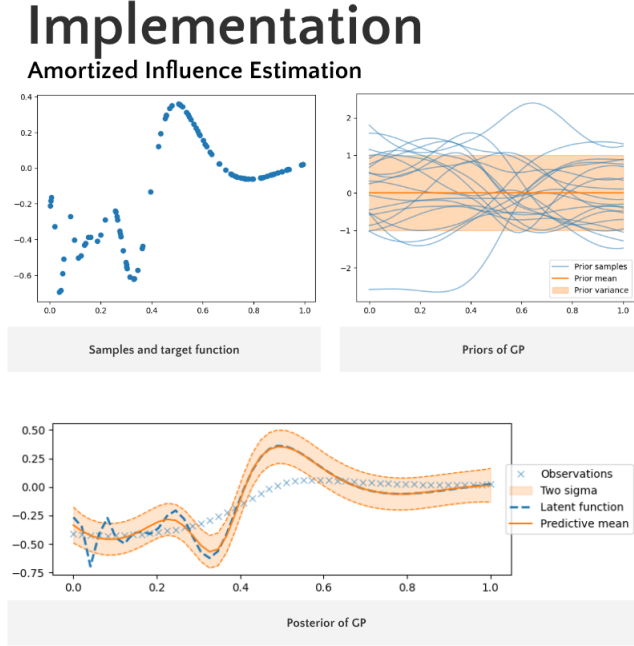 Implementation
Amortized Influence Estimation
0.4
0.2
0.0
−0.2
−0.4
−0.6
0.0 0.2 0.4 0.6 0.8 1.0
2
1
0
−1
−2
0.0 0.2 0.4 0.6 0.8 1.0
Prior samples
Prior mean
Prior variance
Samples and target function
Priors of GP
0.50
0.25
0.00
−0.25
−0.50
−0.75
0.0 0.2 0.4 0.6 0.8 1.0
Observations
Two sigma
Latent function
Predictive mean
Posterior of GP